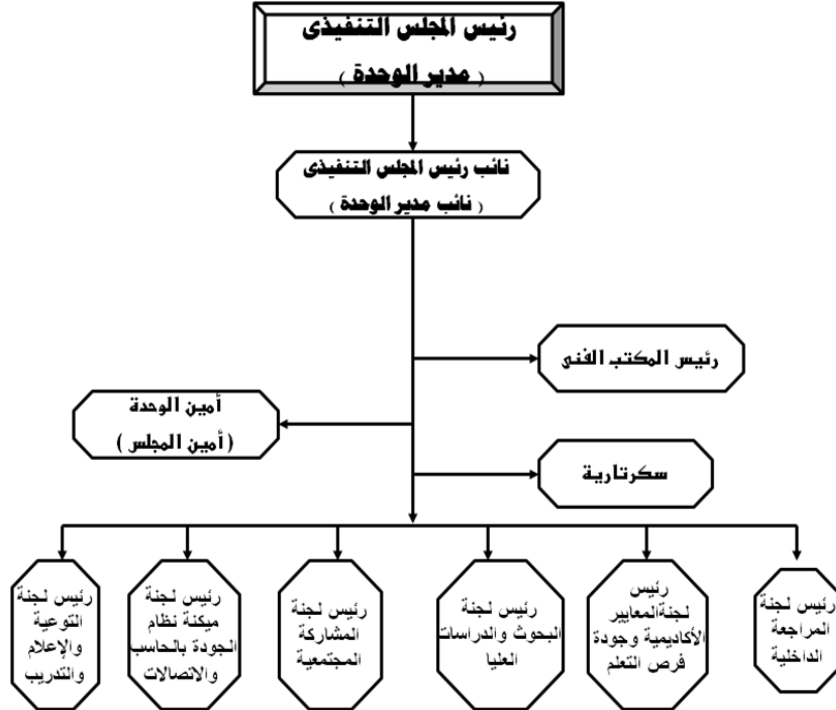 رئيس المجلس التنفيذى
( مدير الوحدة )
نائب رئيس المجلس التنفيذى
( نائب مدير الوحدة )
رئيس المكتب الفنى
أمين الوحدة
(أمين المجلس )
سكرتارية
رئيس لجنة
المراجعة
الداخلية
رئيس
لجنةالمعايير
الأكاديمية وجودة
فرص التعلم
رئيس لجنة
البحوث والدراسات
العليا
رئيس لجنة
المشاركة
المجتمعية
رئيس لجنة
ميكنة نظام
الجودة بالحاسب
والاتصالات
رئيس لجنة
التوعية
والإعلام
والتدريب